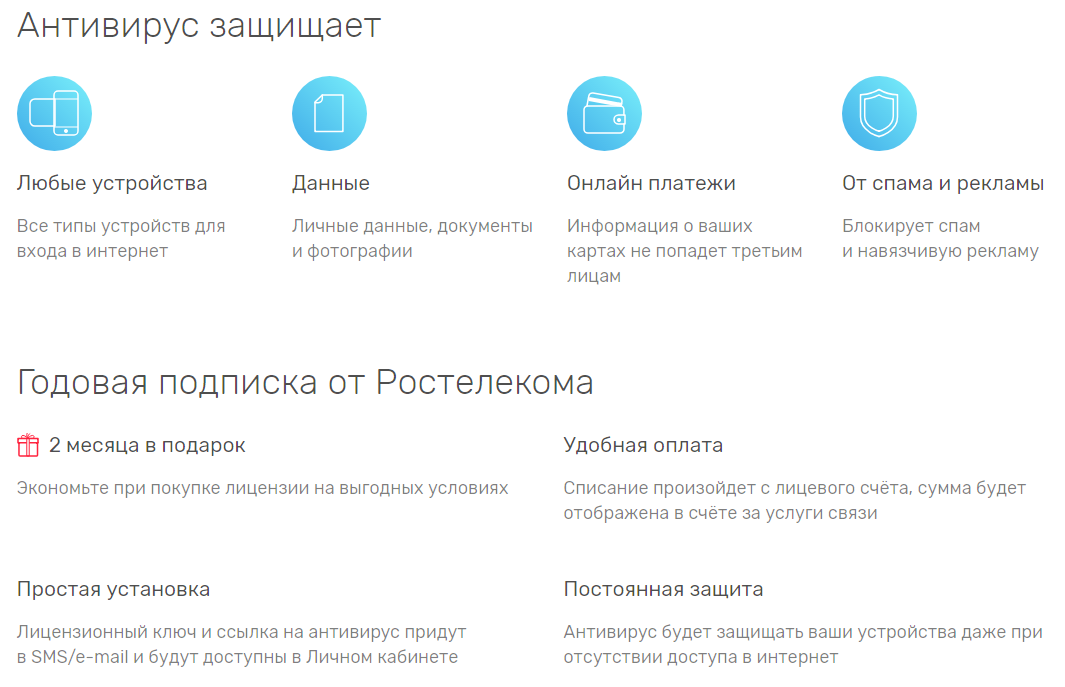 Антивирус защищает
Любые устройства
Все типы устройств для
входа в интернет
Данные
Личные данные, документы
и фотографии
Онлайн платежи
Информация о ваших
картах не попадет третьим
лицам
От спама и рекламы
Блокирует спам
и навязчивую рекламу
Годовая подписка от Ростелекома
2 месяца в подарок
Экономьте при покупке лицензии на выгодных условиях
Удобная оплата
Списание произойдет с лицевого счёта, сумма будет
отображена в счёте за услуги связи
Простая установка
Лицензионный ключ и ссылка на антивирус придут
в SMS/e-mail и будут доступны в Личном кабинете
Постоянная защита
Антивирус будет защищать ваши устройства даже при
отсутствии доступа в интернет